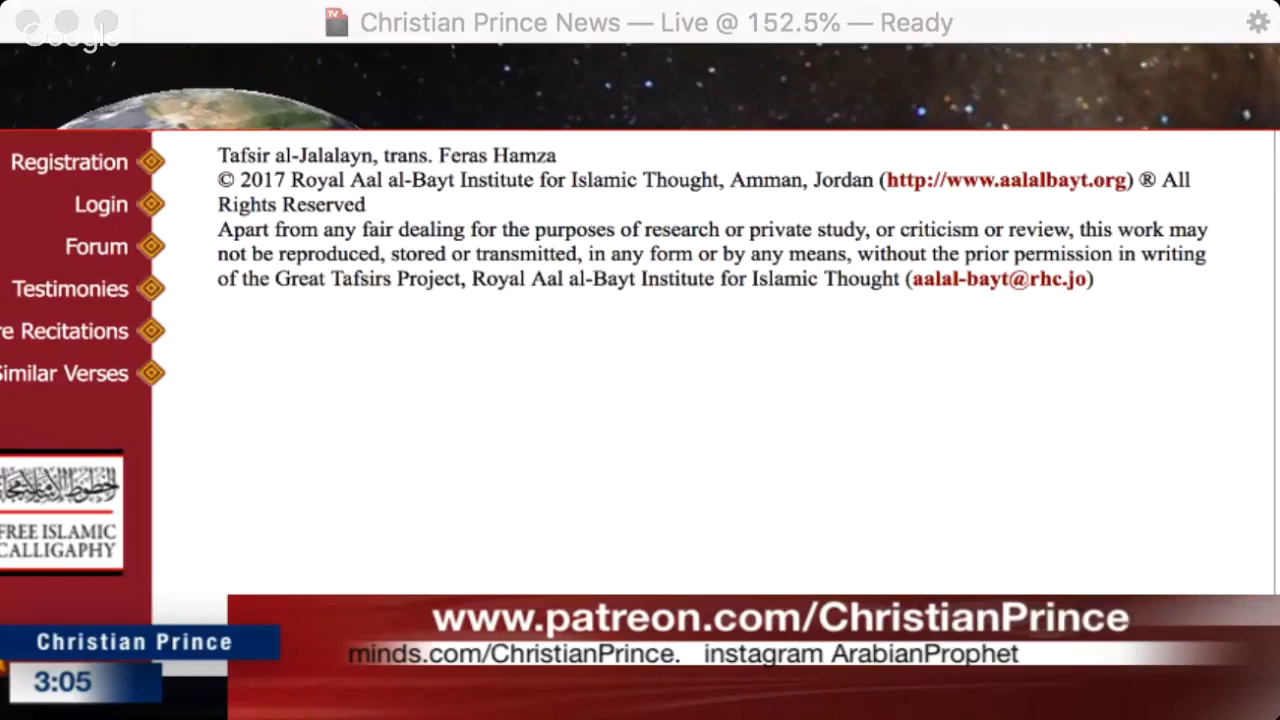 Christian Prince News — Live @ 152.5% — Ready
Google
Registration
Login
Forum
Testimonies
re Recitations
Similar Verses
Tafsir al-Jalalayn, trans. Feras Hamza
© 2017 Royal Aal al-Bayt Institute for Islamic Thought, Amman, Jordan (http://www.aalalbayt.org) ® All
Rights Reserved
Apart from any fair dealing for the purposes of research or private study, or criticism or review, this work may
not be reproduced, stored or transmitted, in any form or by any means, without the prior permission in writing
of the Great Tafsirs Project, Royal Aal al-Bayt Institute for Islamic Thought (aalal-bayt@rhc.jo)
FREE ISLAMIC
CALLIGAPHY
www.patreon.com/ChristianPrince
minds.com/ChristianPrince. instagram ArabianProphet
Christian Prince
3:05